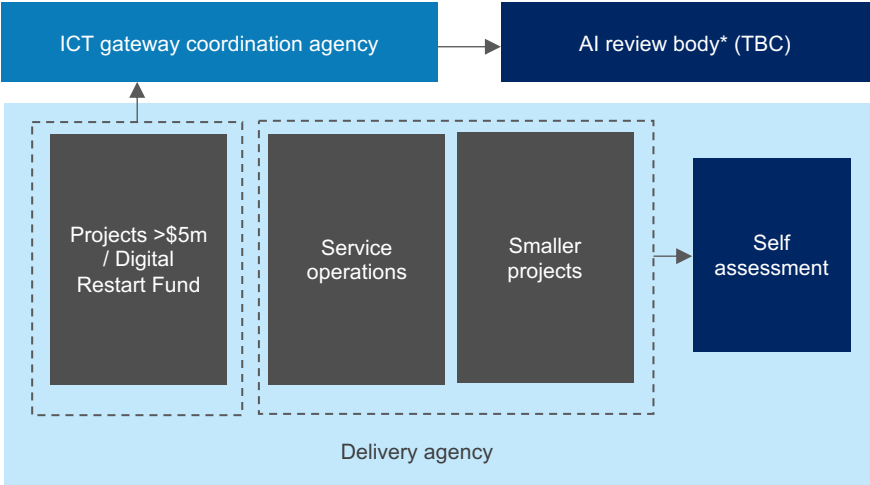 ICT gateway coordination agency
AI review body* (TBC)
Projects >$5m
/ Digital
Restart Fund
Service
operations
Smaller
projects
Self
assessment
Delivery agency